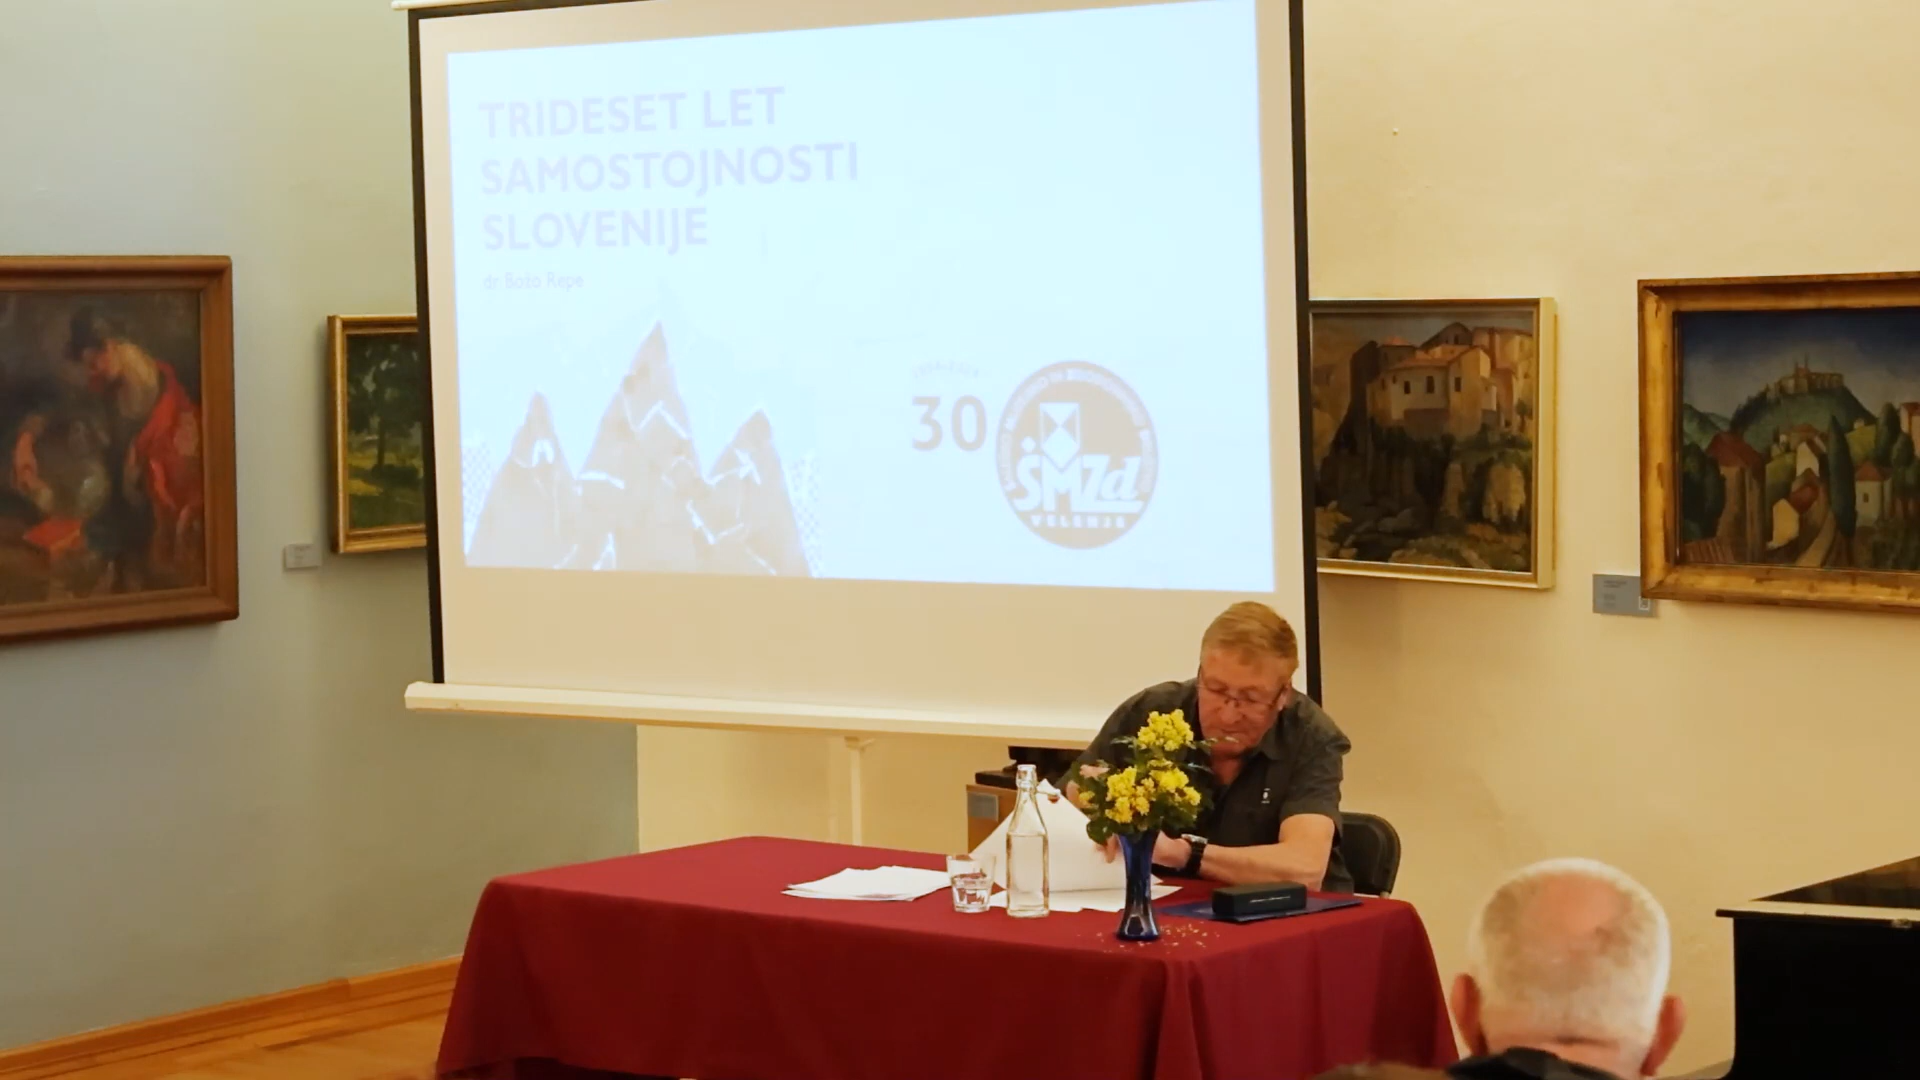 TRIDESET LET
SAMOSTOJNOSTI
SLOVENIJE
dr. Božo Repe
30
ŠMZd
VELENJE